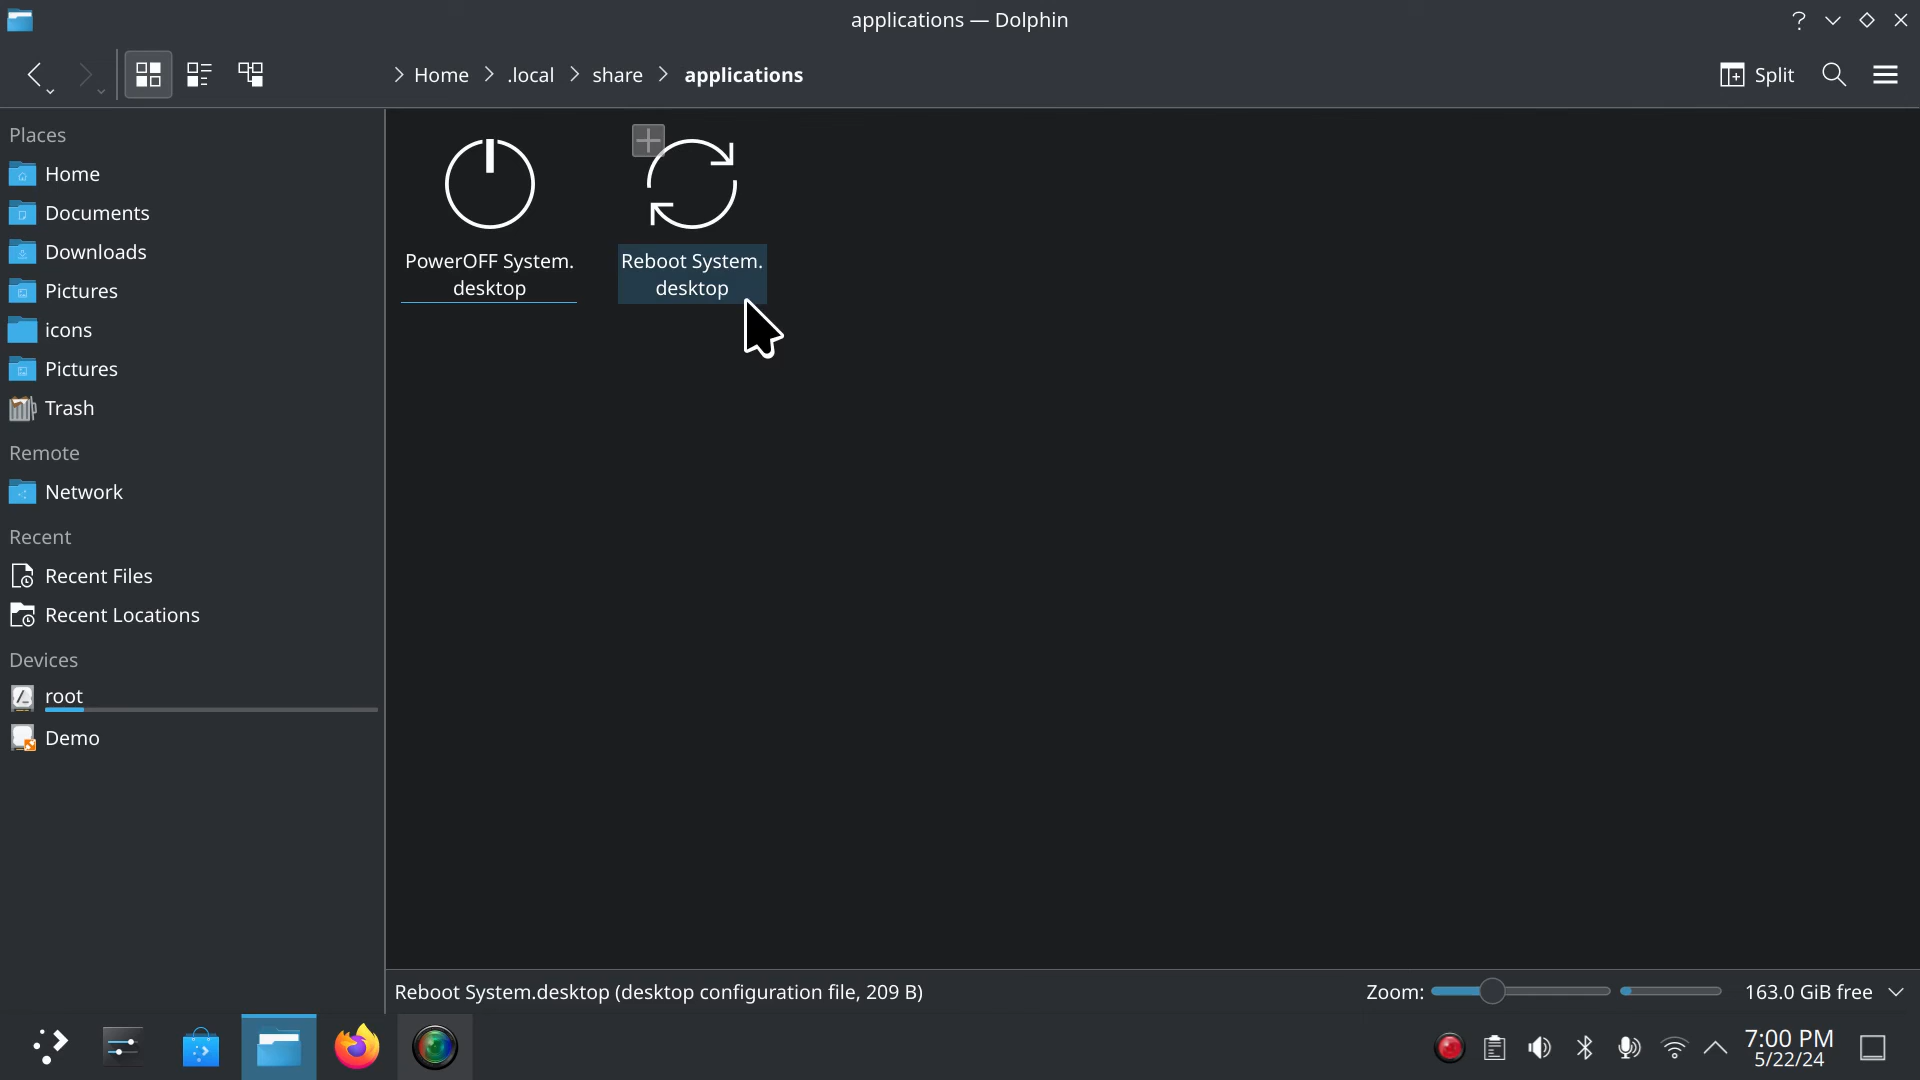 applications — Dolphin
Home
.local
share
applications
Split
Places
Home
Documents
Downloads
Pictures
icons
Pictures
Trash
Remote
Network
Recent
Recent Files
Recent Locations
Devices
root
Demo
PowerOFF System.
desktop
Reboot System.
desktop
Reboot System.desktop (desktop configuration file, 209 B)
Zoom:
163.0 GiB free
7:00 PM
5/22/24